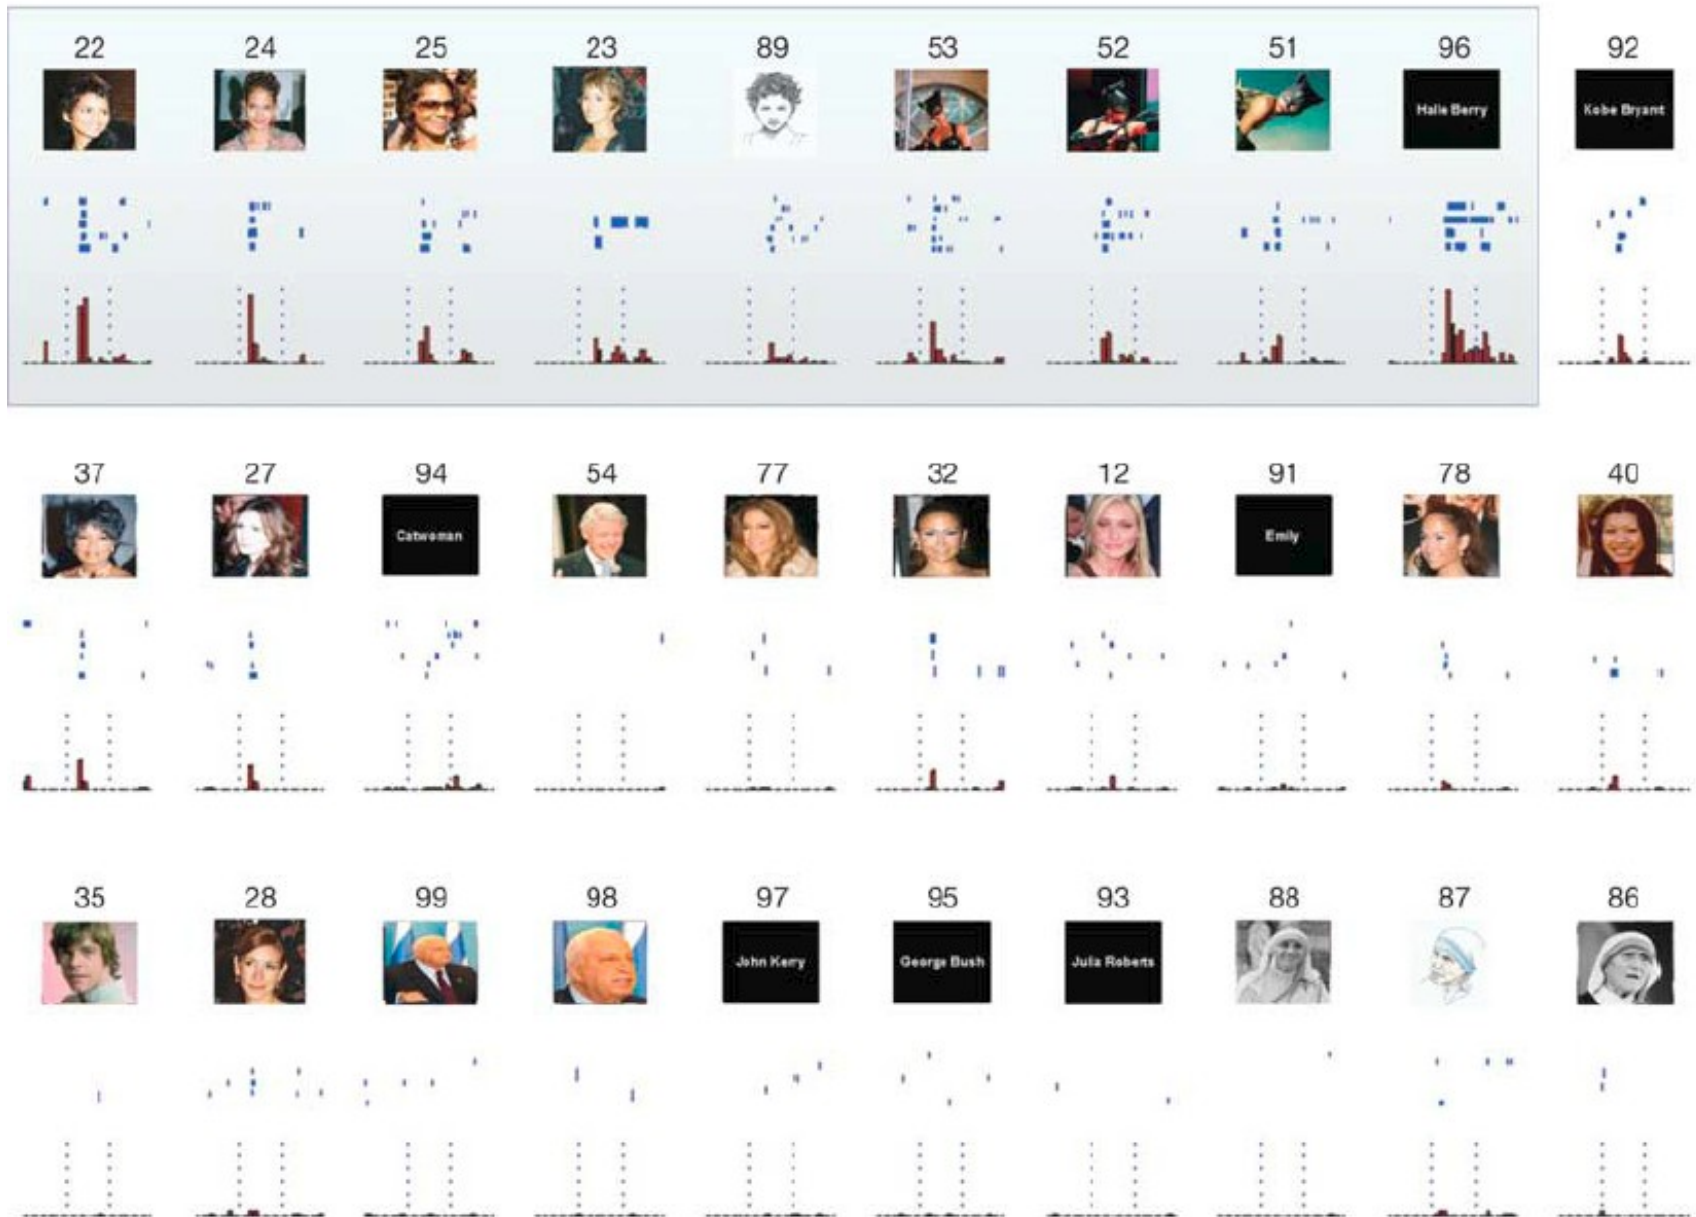 22 24 25 23 89 53 52 51 96 92
Halle Berry Kobe Bryant
37 27 94 54 77 32 12 91 78 40
Catwoman Emily
35 28 99 98 97 95 93 88 87 86
John Kerry George Bush Julia Roberts